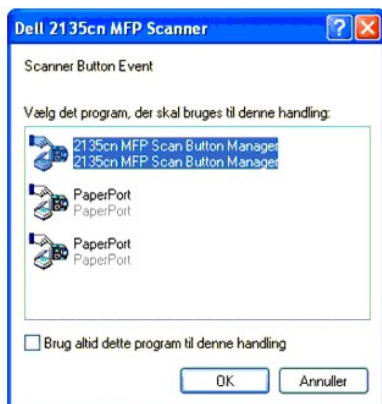 Dell 2135cn MFP Scanner
Scanner Button Event
Vælg det program, der skal bruges til denne handling:
2135cn MFP Scan Button Manager
2135cn MFP Scan Button Manager
PaperPort
PaperPort
PaperPort
PaperPort
Brug altid dette program til denne handling
OK Annuller